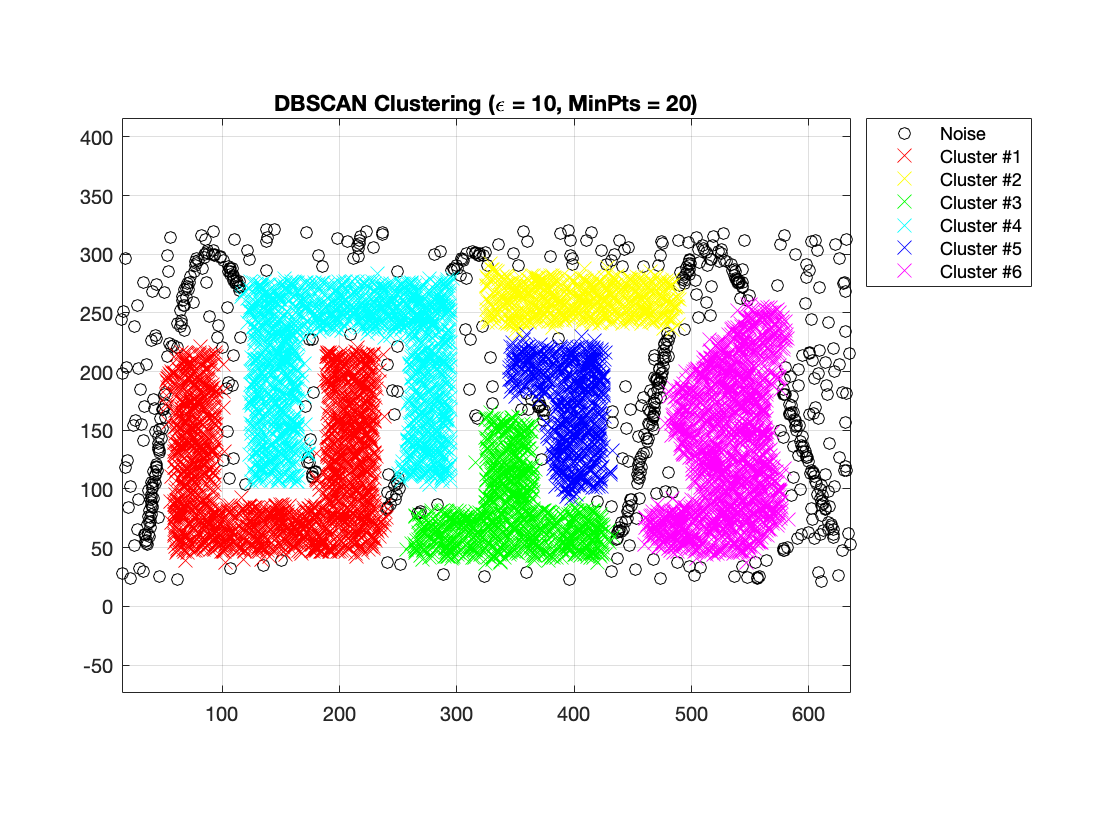 DBSCAN Clustering (ϵ = 10, MinPts = 20)
400
350
300
250
200
150
100
50
0
-50
100 200 300 400 500 600
Noise
Cluster #1
Cluster #2
Cluster #3
Cluster #4
Cluster #5
Cluster #6